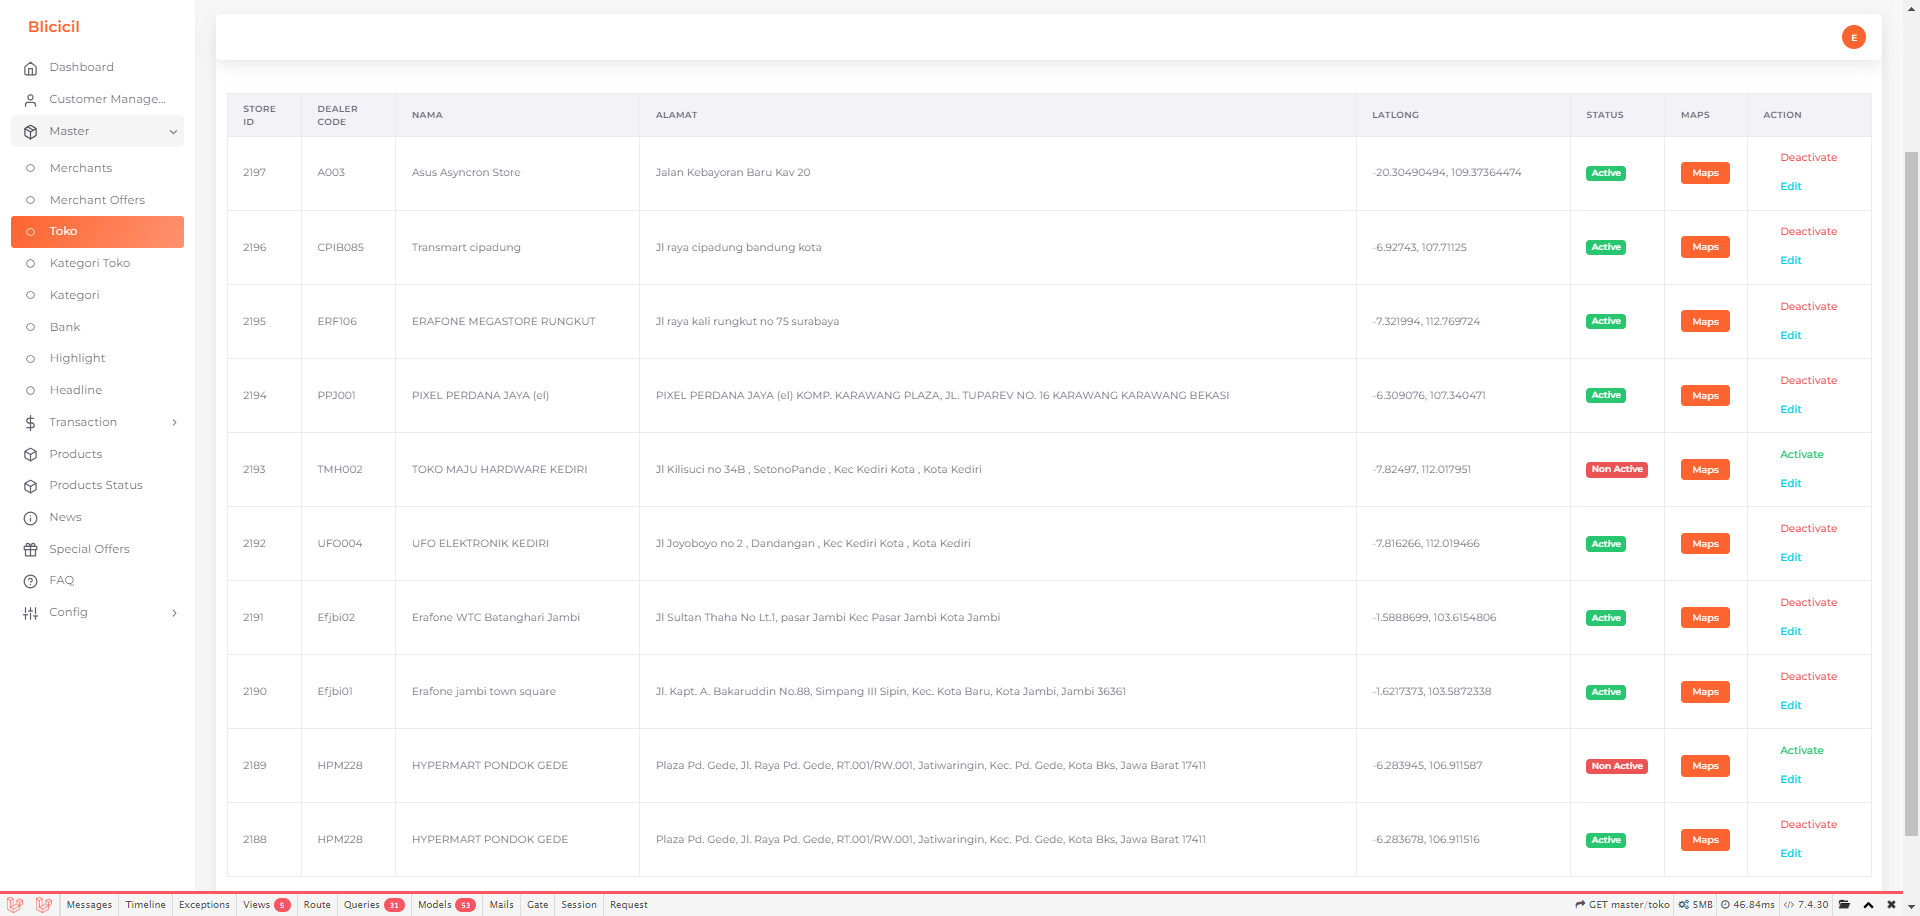 Blicicil
E
Dashboard
Customer Manage...
Master
Merchants
Merchant Offers
Toko
Kategori Toko
Kategori
Bank
Highlight
Headline
Transaction
Products
Products Status
News
Special Offers
FAQ
Config
STORE ID DEALER CODE NAMA ALAMAT LATLONG STATUS MAPS ACTION
2197 A003 Asus Asyncron Store Jalan Kebayoran Baru Kav 20 -20.30490494, 109.37364474 Active Maps Deactivate
Edit
2196 CPIB085 Transmart cipadung Jl raya cipadung bandung kota -6.92743, 107.71125 Active Maps Deactivate
Edit
2195 ERF106 ERAFONE MEGASTORE RUNGKUT Jl raya kali rungkut no 75 surabaya -7.321994, 112.769724 Active Maps Deactivate
Edit
2194 PPJ001 PIXEL PERDANA JAYA (el) PIXEL PERDANA JAYA (el) KOMP. KARAWANG PLAZA, JL. TUPAREV NO. 16 KARAWANG KARAWANG BEKASI -6.309076, 107.340471 Active Maps Deactivate
Edit
2193 TMH002 TOKO MAJU HARDWARE KEDIRI Jl Kilisuci no 34B , SetonoPande , Kec Kediri Kota , Kota Kediri -7.82497, 112.017951 Non Active Maps Activate
Edit
2192 UFO004 UFO ELEKTRONIK KEDIRI Jl Joyoboyo no 2 , Dandangan , Kec Kediri Kota , Kota Kediri -7.816266, 112.019466 Active Maps Deactivate
Edit
2191 Efjbi02 Erafone WTC Batanghari Jambi Jl Sultan Thaha No Lt.1, pasar Jambi Kec Pasar Jambi Kota Jambi -1.5888699, 103.6154806 Active Maps Deactivate
Edit
2190 Efjbi01 Erafone jambi town square Jl. Kapt. A. Bakaruddin No.88, Simpang III Sipin, Kec. Kota Baru, Kota Jambi, Jambi 36361 -1.6217373, 103.5872338 Active Maps Deactivate
Edit
2189 HPM228 HYPERMART PONDOK GEDE Plaza Pd. Gede, Jl. Raya Pd. Gede, RT.001/RW.001, Jatiwaringin, Kec. Pd. Gede, Kota Bks, Jawa Barat 17411 -6.283945, 106.911587 Non Active Maps Activate
Edit
2188 HPM228 HYPERMART PONDOK GEDE Plaza Pd. Gede, Jl. Raya Pd. Gede, RT.001/RW.001, Jatiwaringin, Kec. Pd. Gede, Kota Bks, Jawa Barat 17411 -6.283678, 106.911516 Active Maps Deactivate
Edit
Messages Timeline Exceptions Views 5 Route Queries 31 Models 53 Mails Gate Session Request GET master/toko 5MB 46.84ms </> 7.4.30